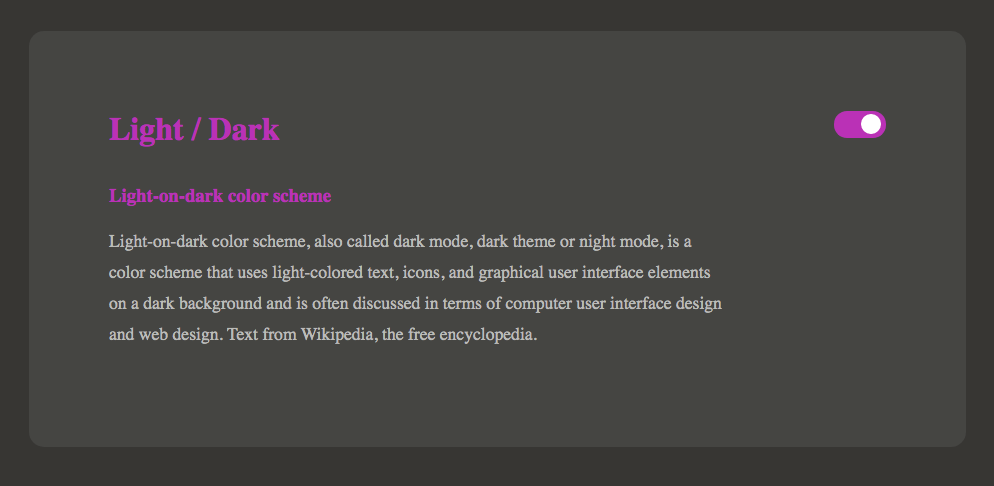 Light / Dark
Light-on-dark color scheme
Light-on-dark color scheme, also called dark mode, dark theme or night mode, is a
color scheme that uses light-colored text, icons, and graphical user interface elements
on a dark background and is often discussed in terms of computer user interface design
and web design. Text from Wikipedia, the free encyclopedia.